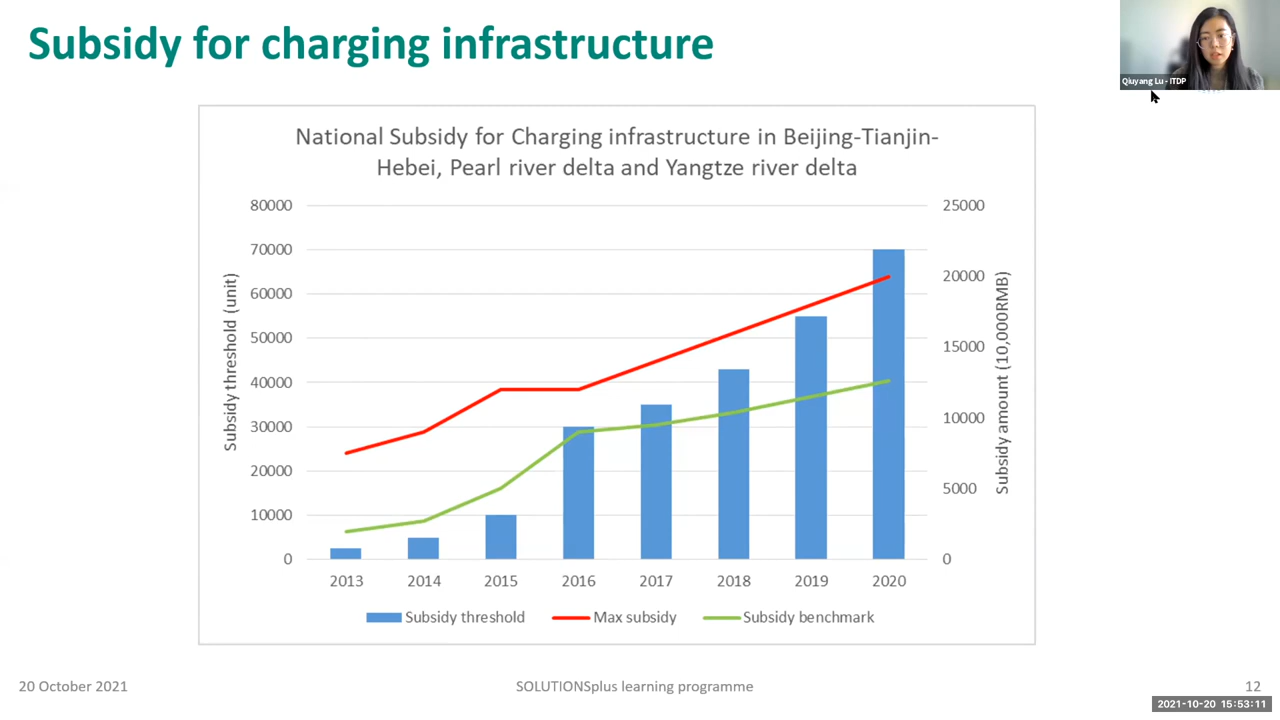 Subsidy for charging infrastructure
Qiuyang Lu - ITDP
National Subsidy for Charging infrastructure in Beijing-Tianjin-
Hebei, Pearl river delta and Yangtze river delta
Subsidy threshold (unit)
80000
70000
60000
50000
40000
30000
20000
10000
0
25000
20000
15000
10000
5000
0
Subsidy amount (10,000RMB)
2013 2014 2015 2016 2017 2018 2019 2020
Subsidy threshold Max subsidy Subsidy benchmark
20 October 2021 SOLUTIONSplus learning programme 12
2021-10-20 15:53:11